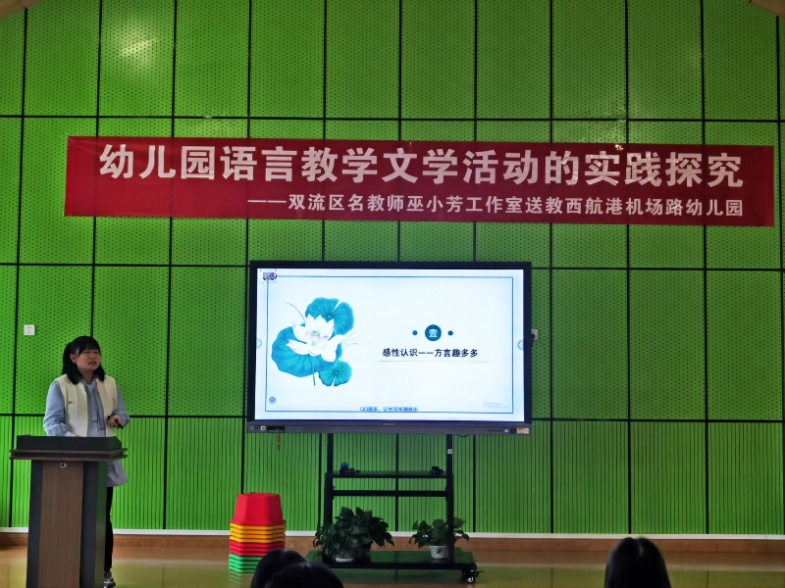 幼儿园语言教学文学活动的实践探究
——双流区名教师巫小芳工作室送教西航港机场路幼儿园
壹
感性认识——方言趣多多